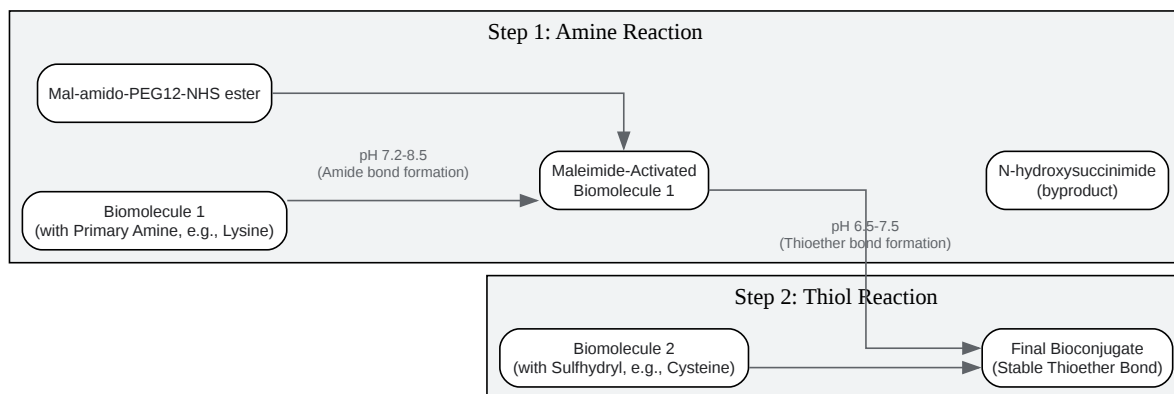 Step 1: Amine Reaction
Mal-amido-PEG12-NHS ester
pH 7.2-8.5
(Amide bond formation)
Maleimide-Activated
Biomolecule 1
N-hydroxysuccinimide
(byproduct)
Biomolecule 1
(with Primary Amine, e.g., Lysine)
pH 6.5-7.5
(Thioether bond formation)
Step 2: Thiol Reaction
Biomolecule 2
(with Sulfhydryl, e.g., Cysteine)
Final Bioconjugate
(Stable Thioether Bond)